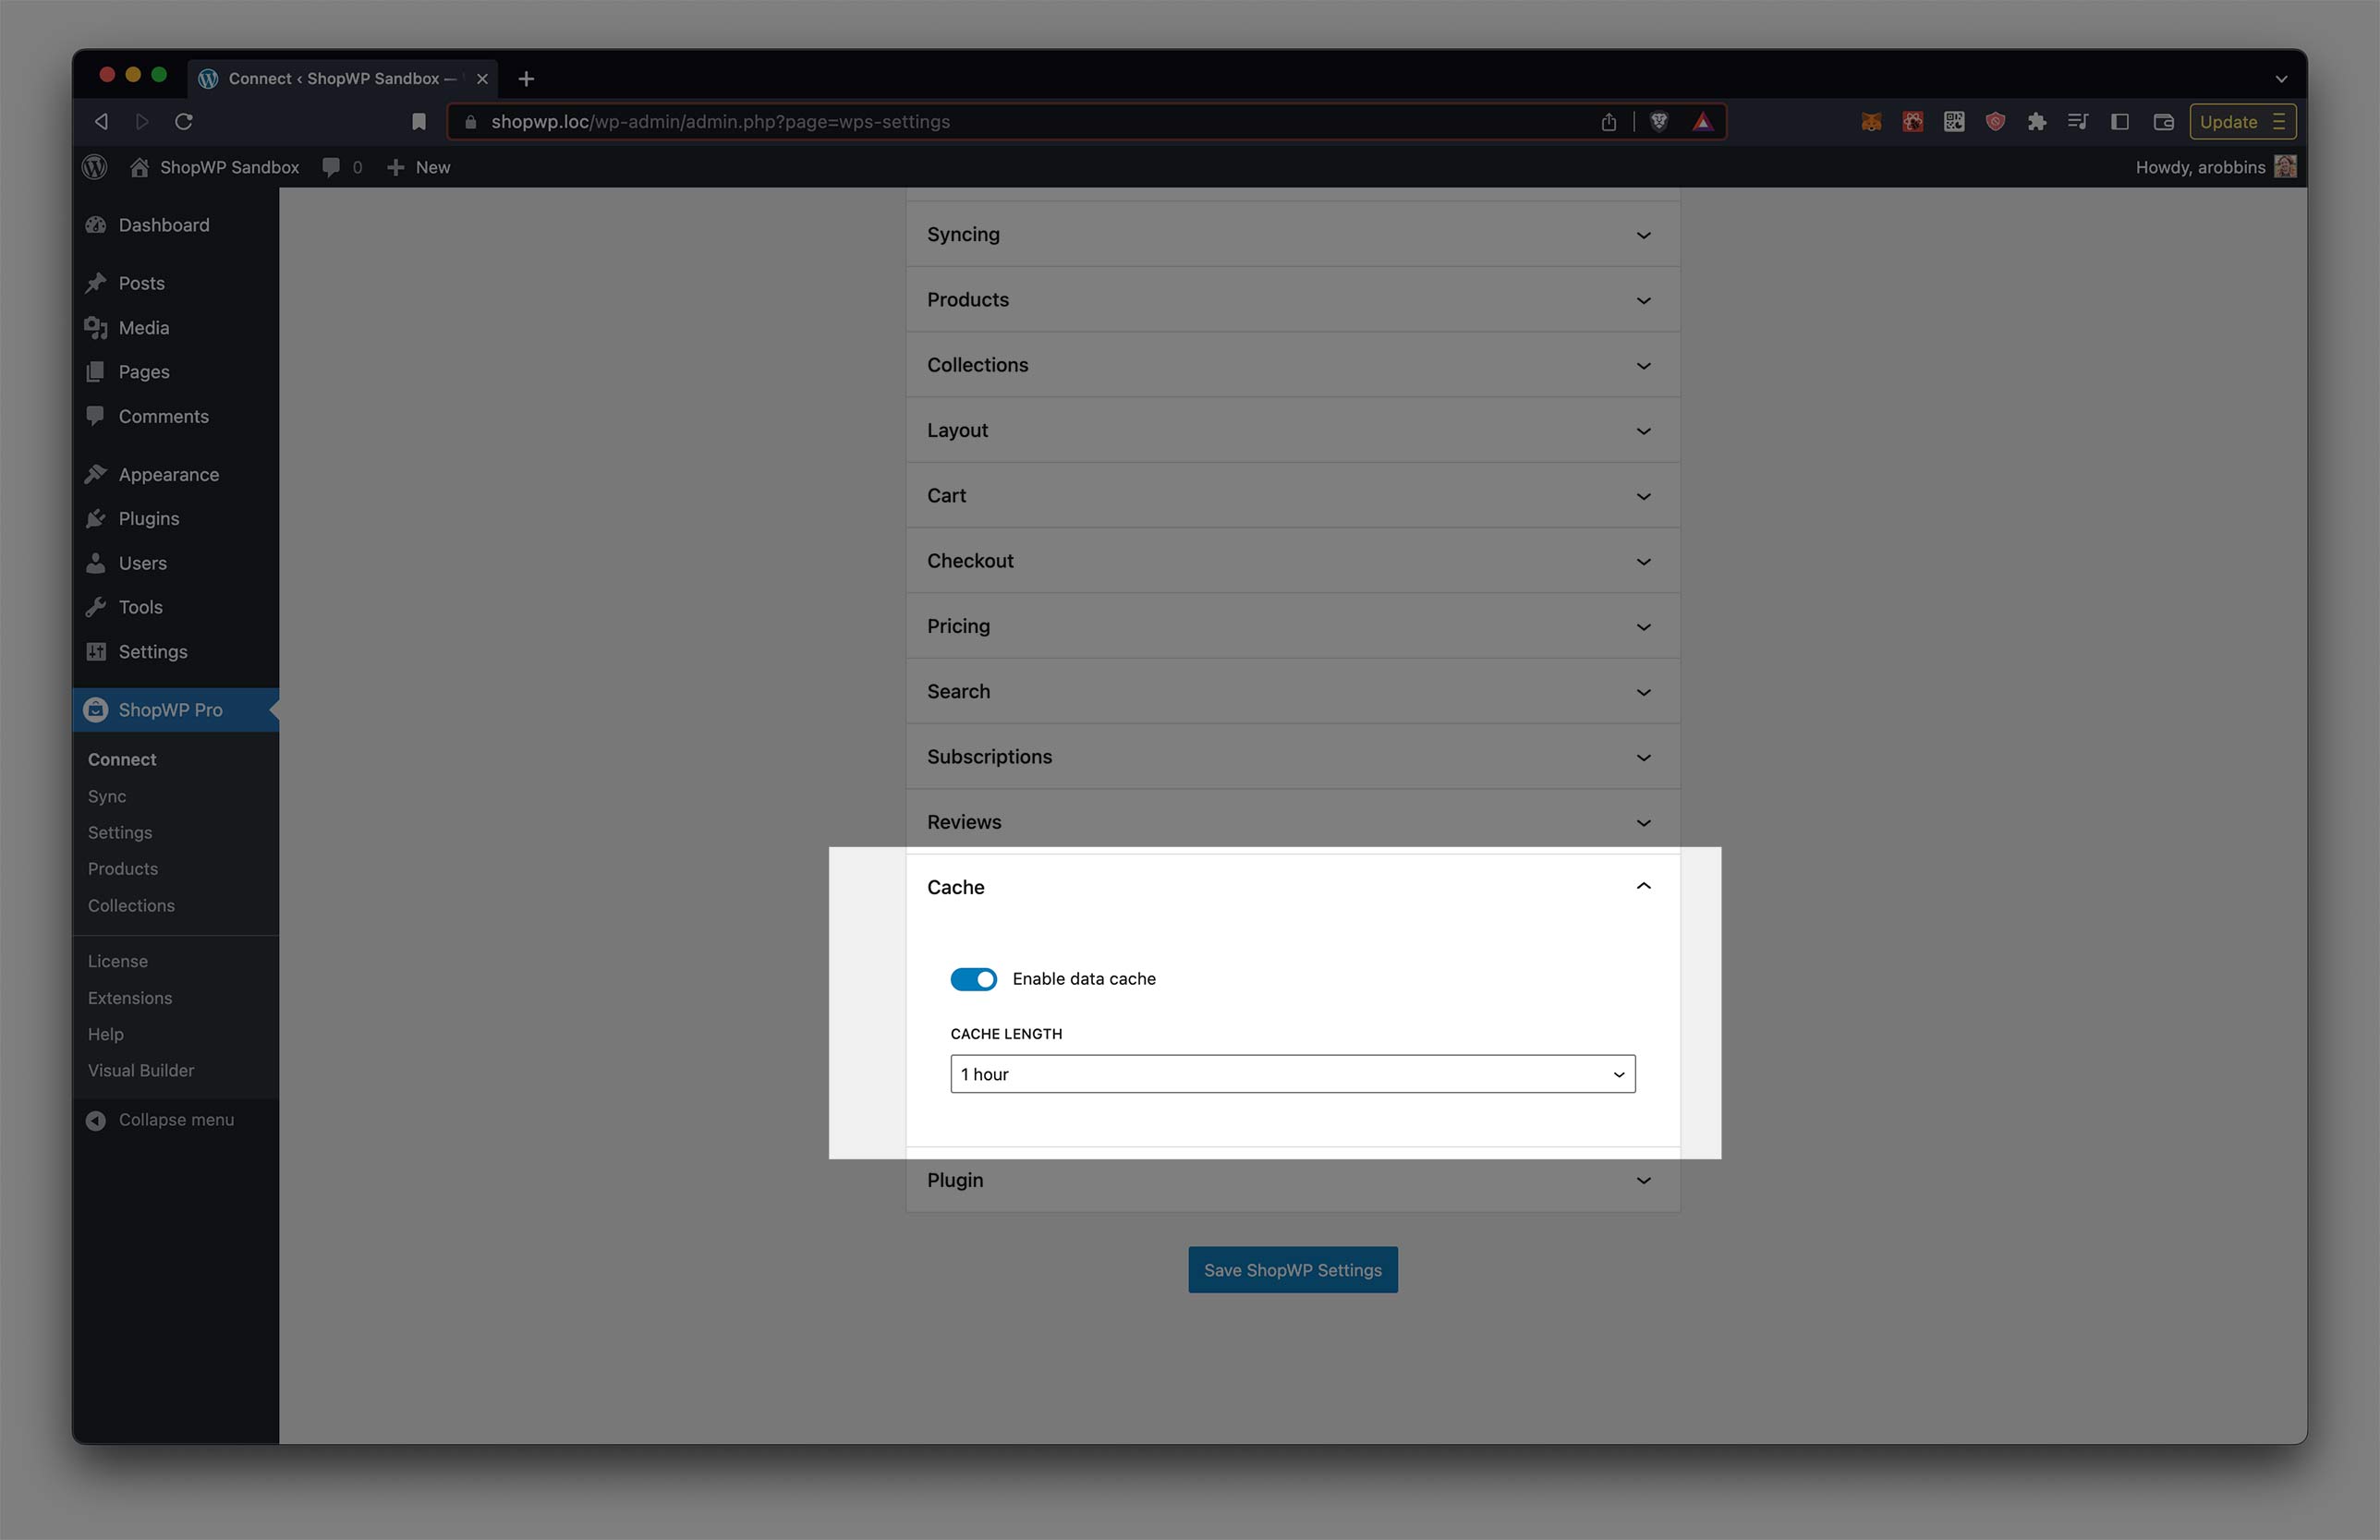 Connect ‹ ShopWP Sandbox —
shopwp.loc/wp-admin/admin.php?page=wps-settings
Update
ShopWP Sandbox
0
New
Howdy, arobbins
Dashboard
Posts
Media
Pages
Comments
Appearance
Plugins
Users
Tools
Settings
ShopWP Pro
Connect
Sync
Settings
Products
Collections
License
Extensions
Help
Visual Builder
Collapse menu
Syncing
Products
Collections
Layout
Cart
Checkout
Pricing
Search
Subscriptions
Reviews
Cache
Enable data cache
CACHE LENGTH
1 hour
Plugin
Save ShopWP Settings